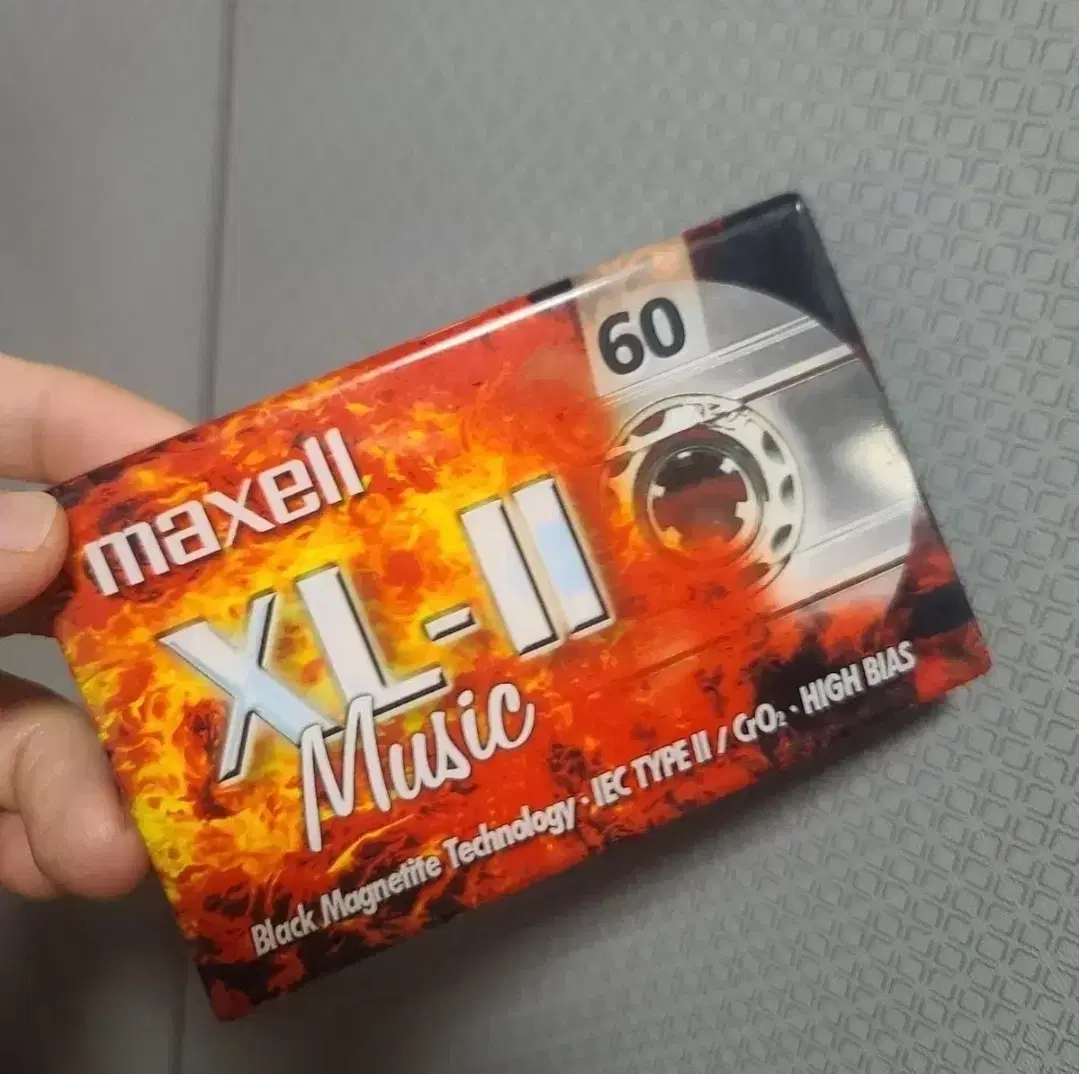 60
maxell
XL-II
Music
Black Magnetite Technology · IEC TYPE II / CrO₂ · HIGH BIAS